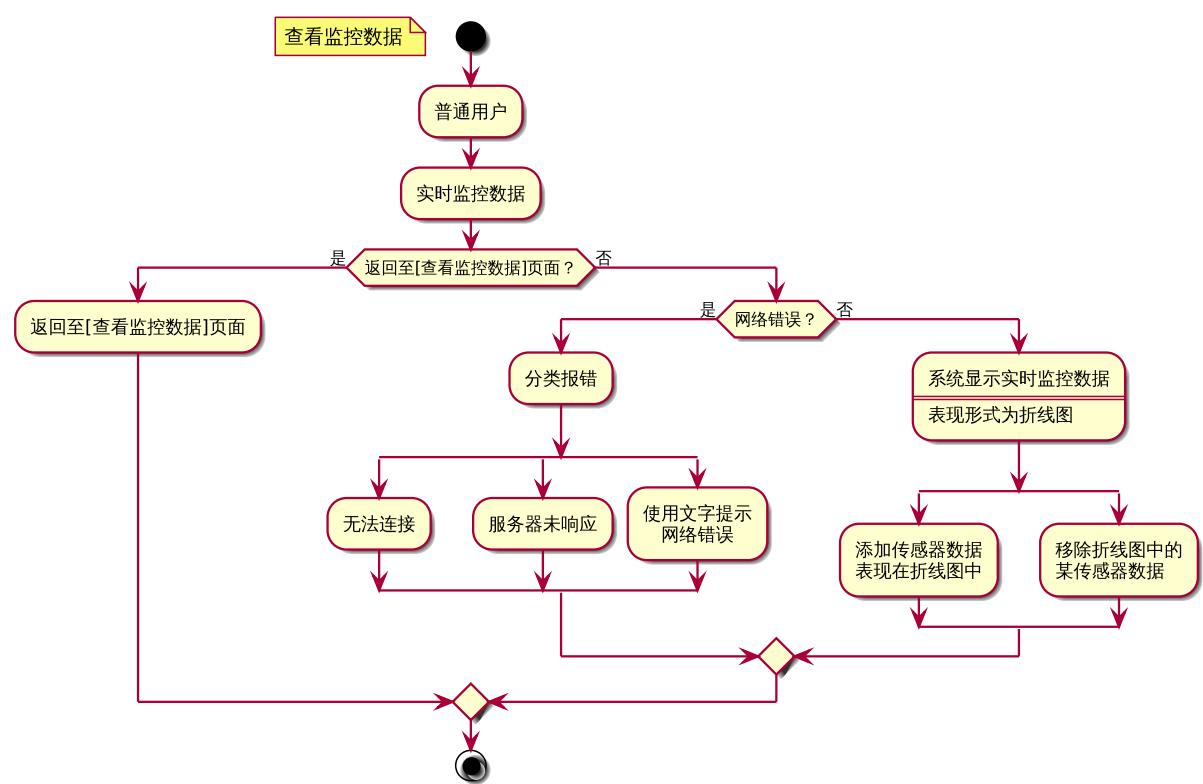 查看监控数据
普通用户
实时监控数据
是
返回至[查看监控数据]页面？
否
返回至[查看监控数据]页面
是
网络错误？
否
分类报错
系统显示实时监控数据
表现形式为折线图
无法连接
服务器未响应
使用文字提示
网络错误
添加传感器数据
表现在折线图中
移除折线图中的
某传感器数据